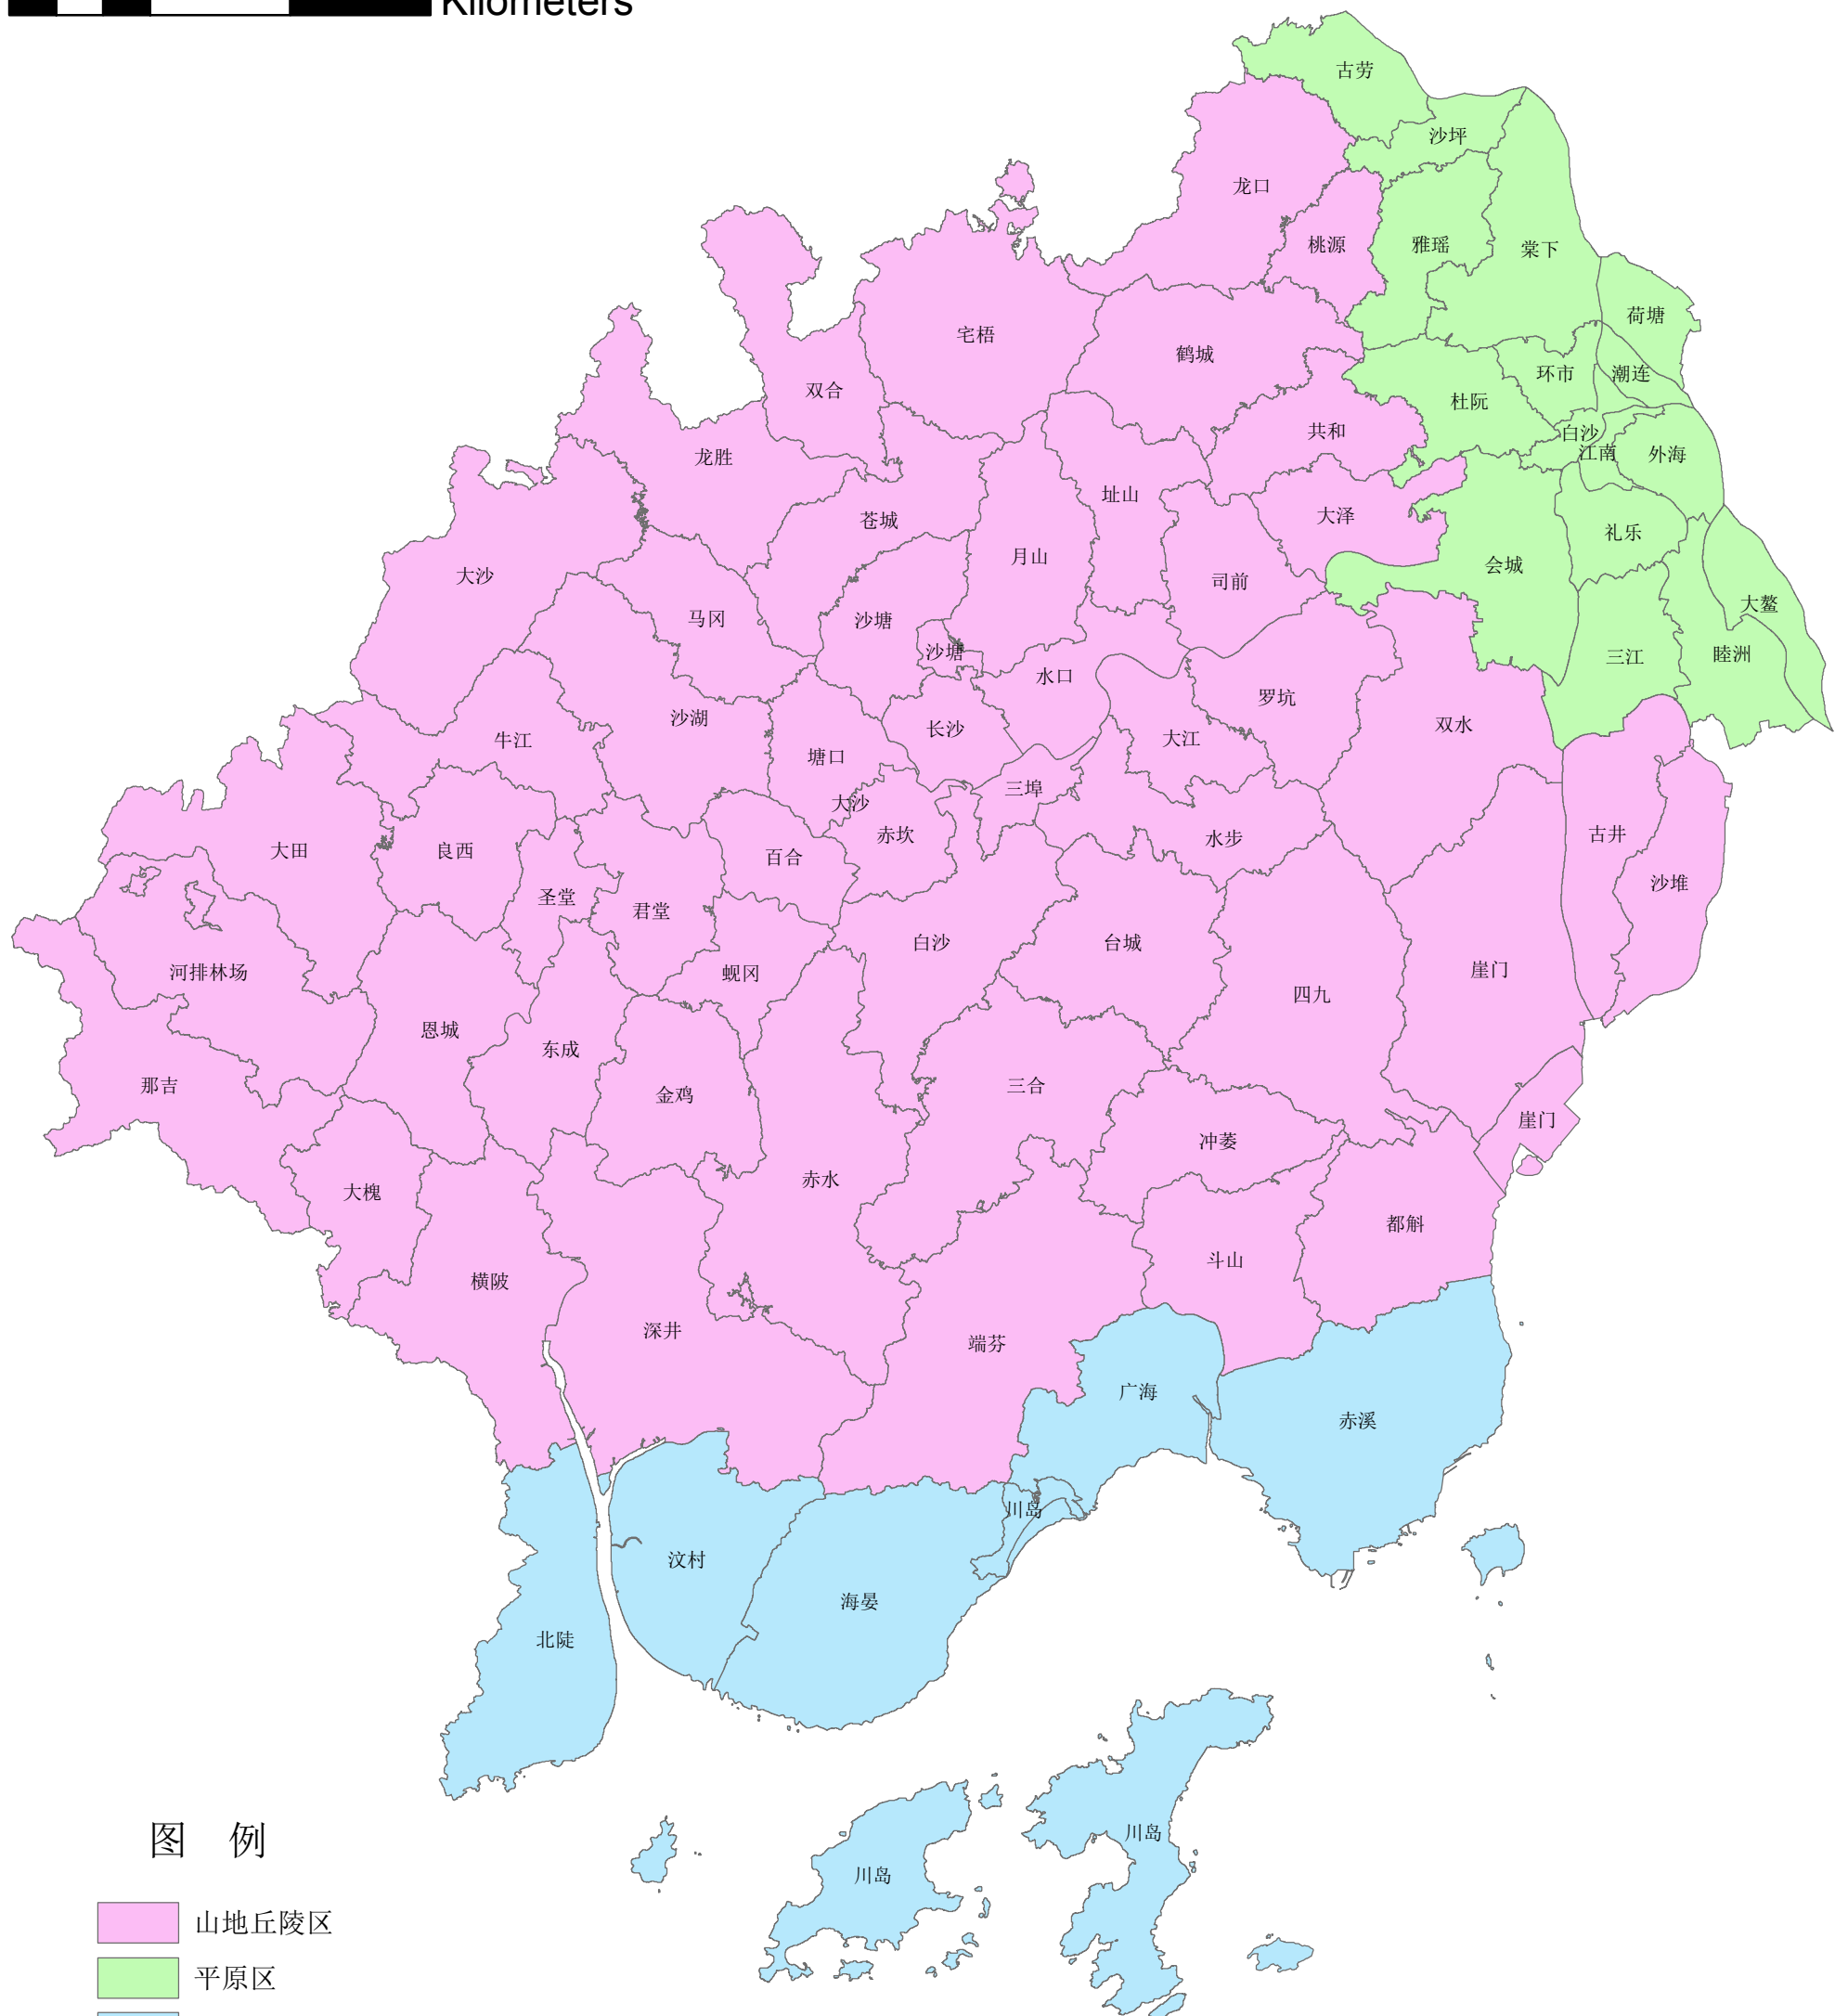 Kilometers
古劳
沙坪
龙口
桃源
雅瑶
棠下
荷塘
宅梧
鹤城
环市
潮连
双合
杜阮
共和
白沙
江南
外海
龙胜
址山
苍城
大泽
礼乐
月山
会城
大沙
司前
大鳌
马冈
沙塘
沙塘
三江
睦洲
水口
罗坑
沙湖
长沙
双水
牛江
大江
塘口
三埠
大沙
赤坎
水步
古井
大田
良西
百合
沙堆
圣堂
君堂
白沙
台城
河排林场
蚬冈
崖门
四九
恩城
东成
那吉
金鸡
三合
崖门
冲蒌
赤水
大槐
都斛
斗山
横陂
深井
端芬
广海
赤溪
川岛
汶村
海晏
北陡
川岛
川岛
图 例
山地丘陵区
平原区